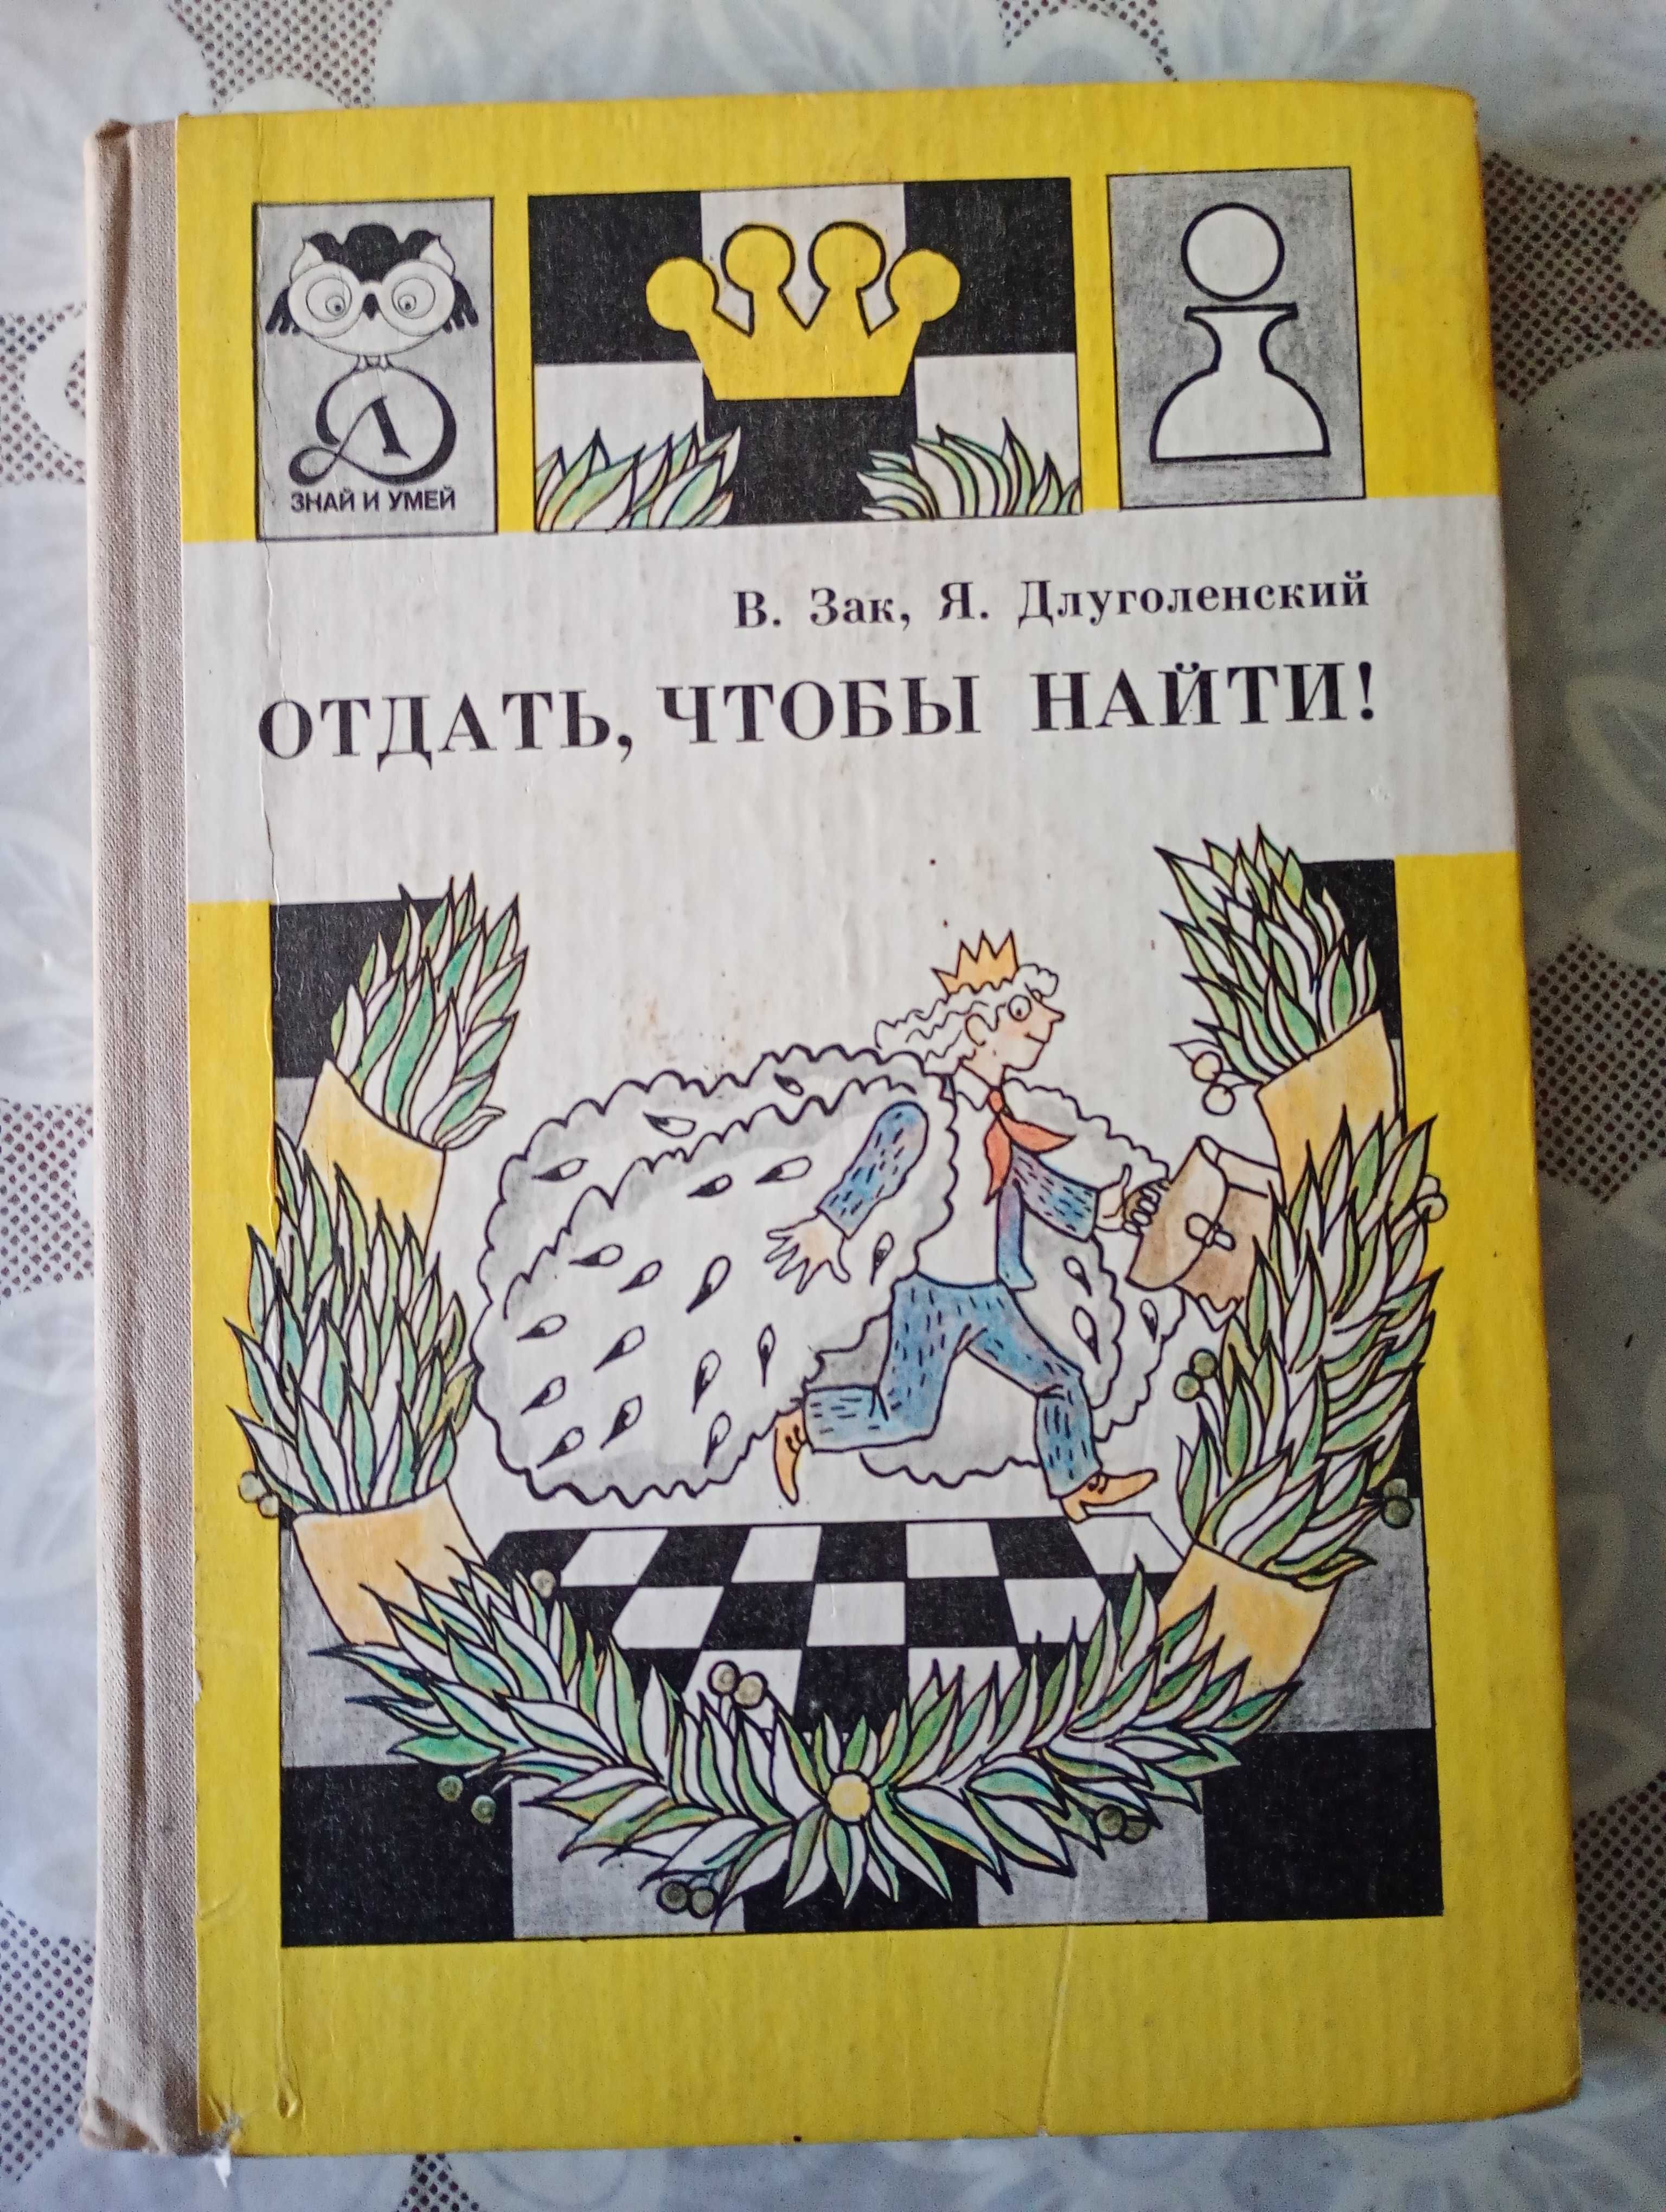 ЗНАЙ И УМЕЙ
В. Зак, Я. Длуголенский
ОТДАТЬ, ЧТОБЫ НАЙТИ!